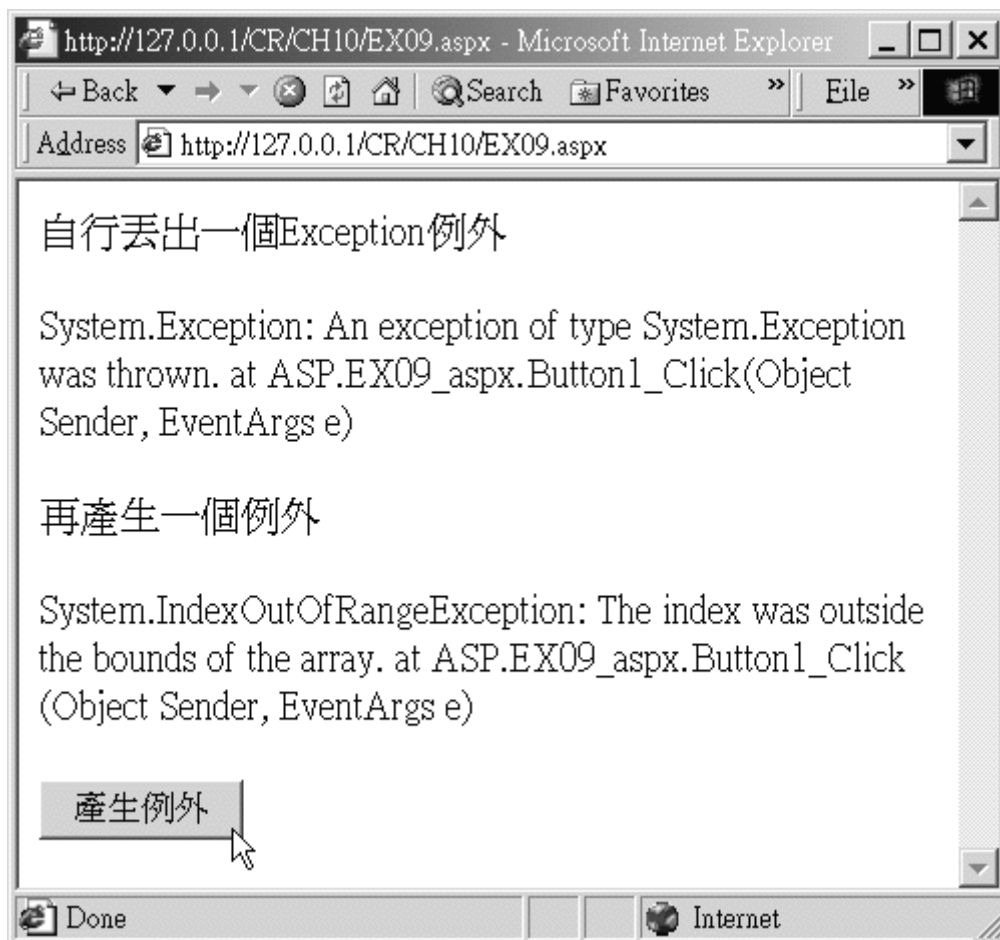 http://127.0.0.1/CR/CH10/EX09.aspx - Microsoft Internet Explorer
Back Search Favorites » File »
Address http://127.0.0.1/CR/CH10/EX09.aspx
自行丟出一個Exception例外
System.Exception: An exception of type System.Exception
was thrown. at ASP.EX09_aspx.Button1_Click(Object
Sender, EventArgs e)
再產生一個例外
System.IndexOutOfRangeException: The index was outside
the bounds of the array. at ASP.EX09_aspx.Button1_Click
(Object Sender, EventArgs e)
產生例外
Done Internet